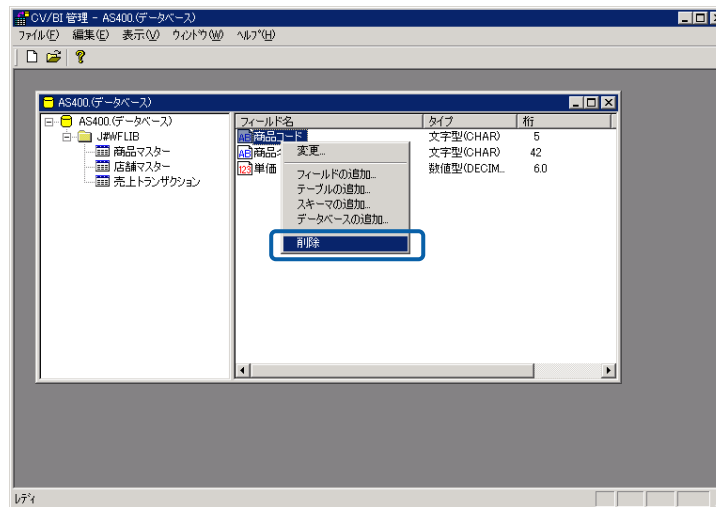 CV/BI 管理 - AS400.(データベース)
ファイル(F) 編集(E) 表示(V) ウィンドウ(W) ヘルプ(H)
AS400.(データベース)
AS400.(データベース)
J#WFLIB
商品マスター
店舗マスター
売上トランザクション
フィールド名 タイプ 桁
商品コード 文字型(CHAR) 5
商品 文字型(CHAR) 42
単価 数値型(DECIM... 6.0
変更...
フィールドの追加...
テーブルの追加...
スキーマの追加...
データベースの追加...
削除
レディ